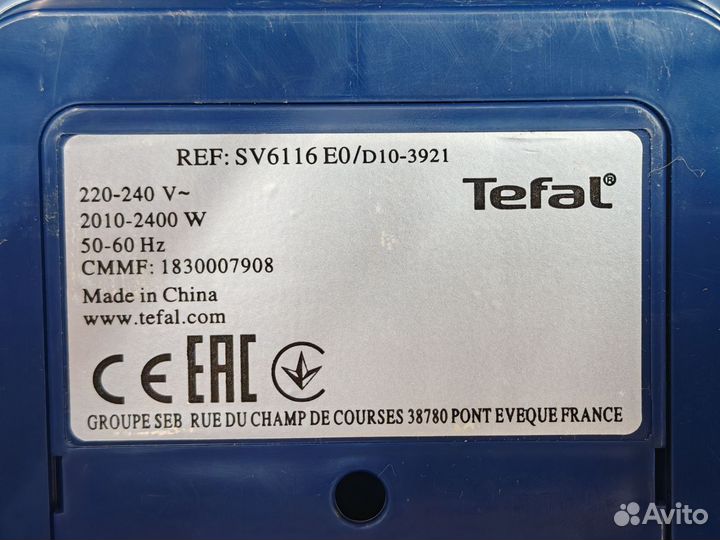 REF: SV6116 E0/D10-3921
Tefal®
220-240 V~
2010-2400 W
50-60 Hz
CMMF: 1830007908
Made in China
www.tefal.com
CE EAC
GROUPE SEB RUE DU CHAMP DE COURSES 38780 PONT EVEQUE FRANCE
Avito